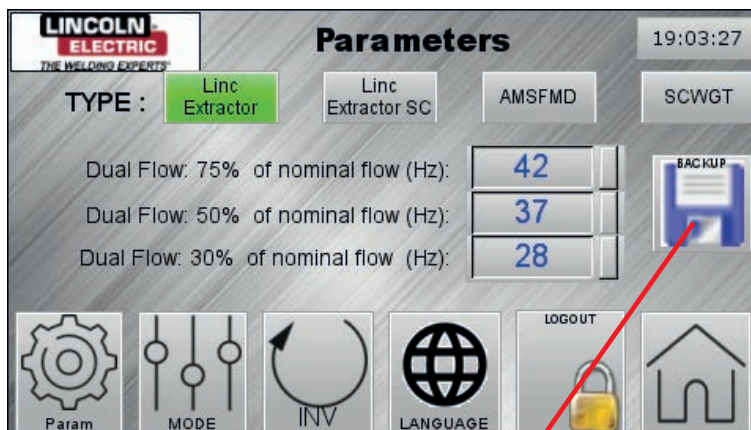 LINCOLN
ELECTRIC
THE WELDING EXPERTS®
Parameters
19:03:27
TYPE :
Linc
Extractor
Linc
Extractor SC
AMSFMD
SCWGT
Dual Flow: 75% of nominal flow (Hz):
42
BACKUP
Dual Flow: 50% of nominal flow (Hz):
37
Dual Flow: 30% of nominal flow (Hz):
28
Param
MODE
INV
LANGUAGE
LOGOUT